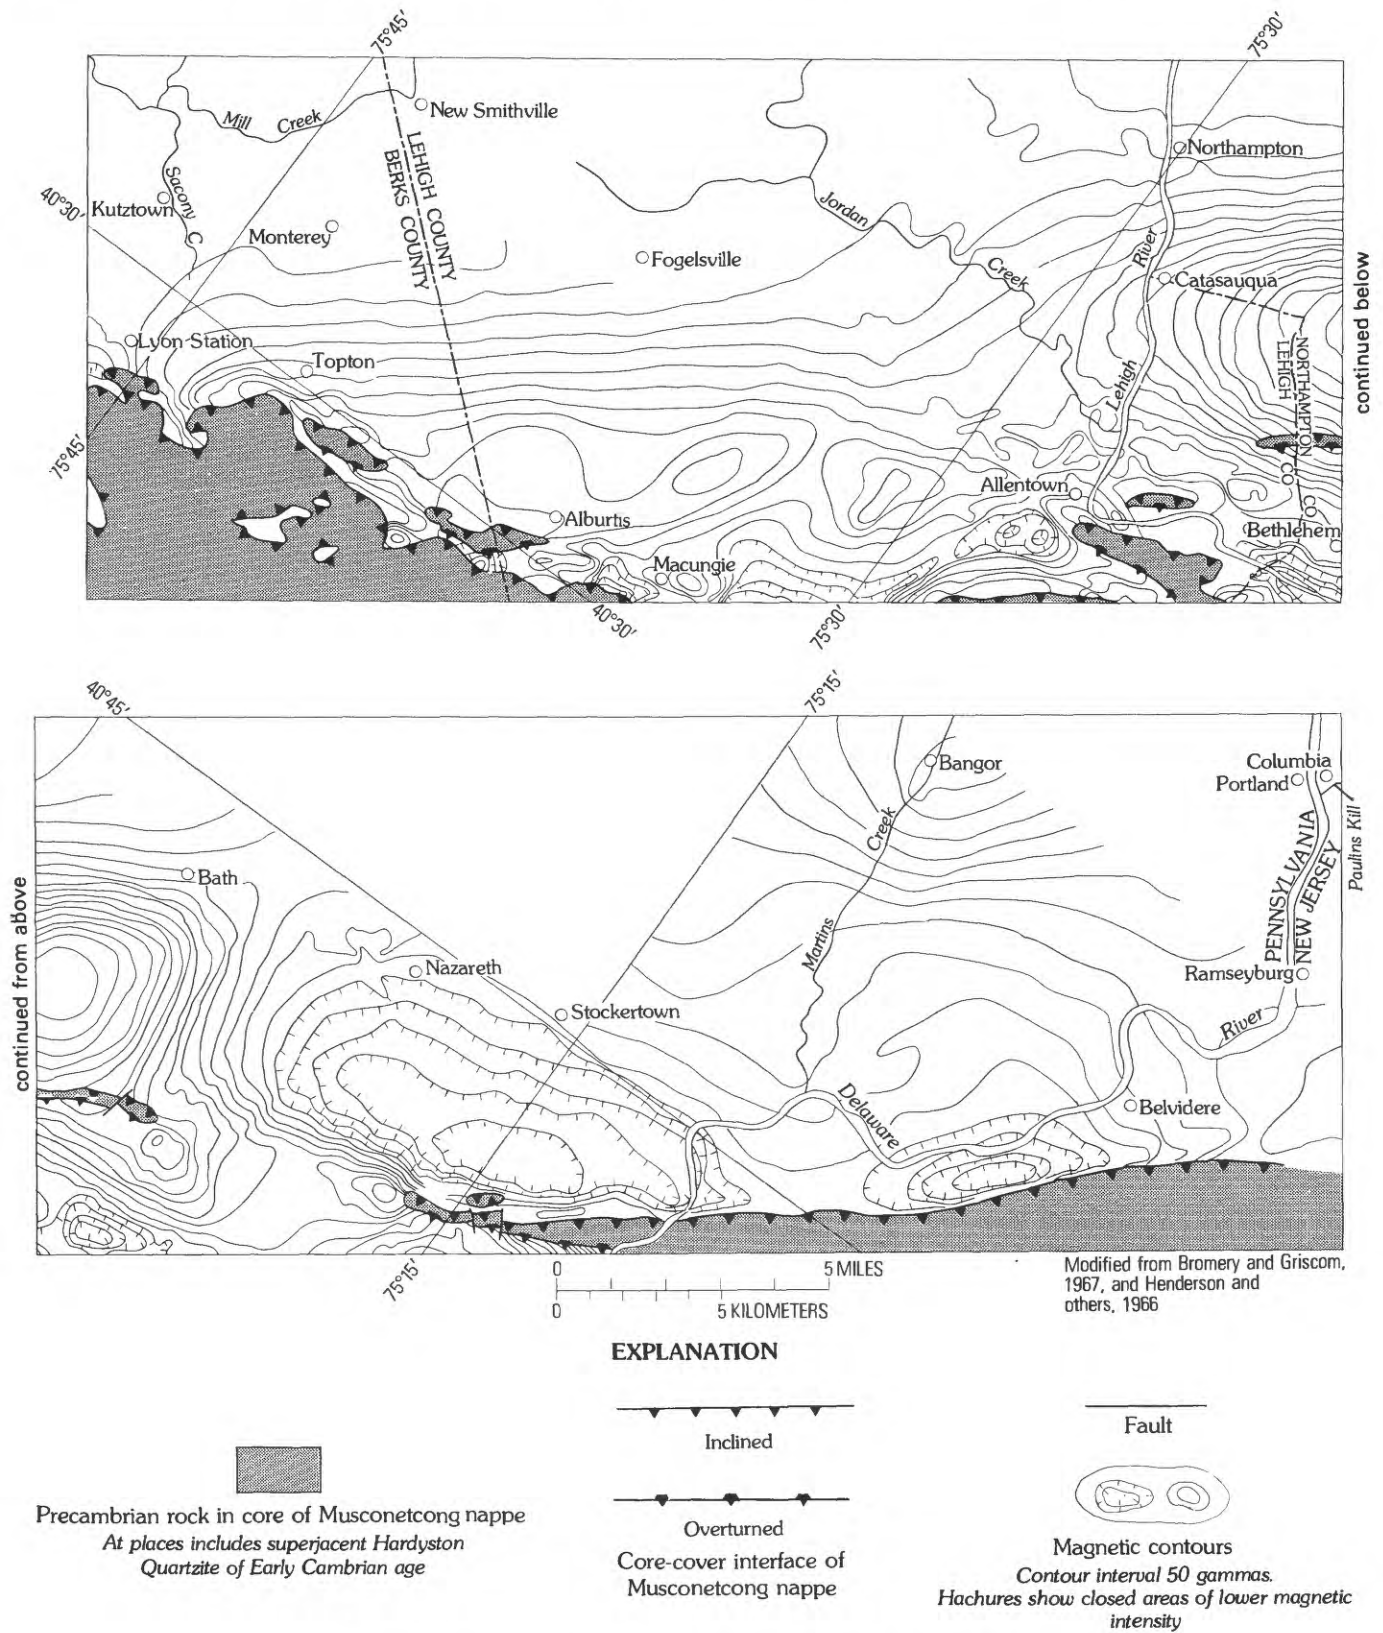 75°45′
75°30′
New Smithville
Mill Creek
LEHIGH COUNTY
BERKS COUNTY
Northampton
Sacony C
40°30′
Kutztown
Monterey
Jordan
Creek
River
Fogelsville
Catasauqua
continued below
Lyon Station
Topton
NORTHAMPTON CO
LEHIGH CO
Lehigh
75°45′
Allentown
Alburtis
Bethlehem
Macungie
40°30′
75°30′
40°45′
75°15′
Bangor
Columbia
Portland
Creek
Paulins Kill
PENNSYLVANIA
NEW JERSEY
Bath
continued from above
Martins
Nazareth
Ramseyburg
Stockertown
River
Delaware
Belvidere
75°15′
0 5 MILES
0 5 KILOMETERS
Modified from Bromery and Griscom,
1967, and Henderson and
others, 1966
EXPLANATION
Precambrian rock in core of Musconetcong nappe
At places includes superjacent Hardyston
Quartzite of Early Cambrian age
Inclined
Overturned
Core-cover interface of
Musconetcong nappe
Fault
Magnetic contours
Contour interval 50 gammas.
Hachures show closed areas of lower magnetic
intensity